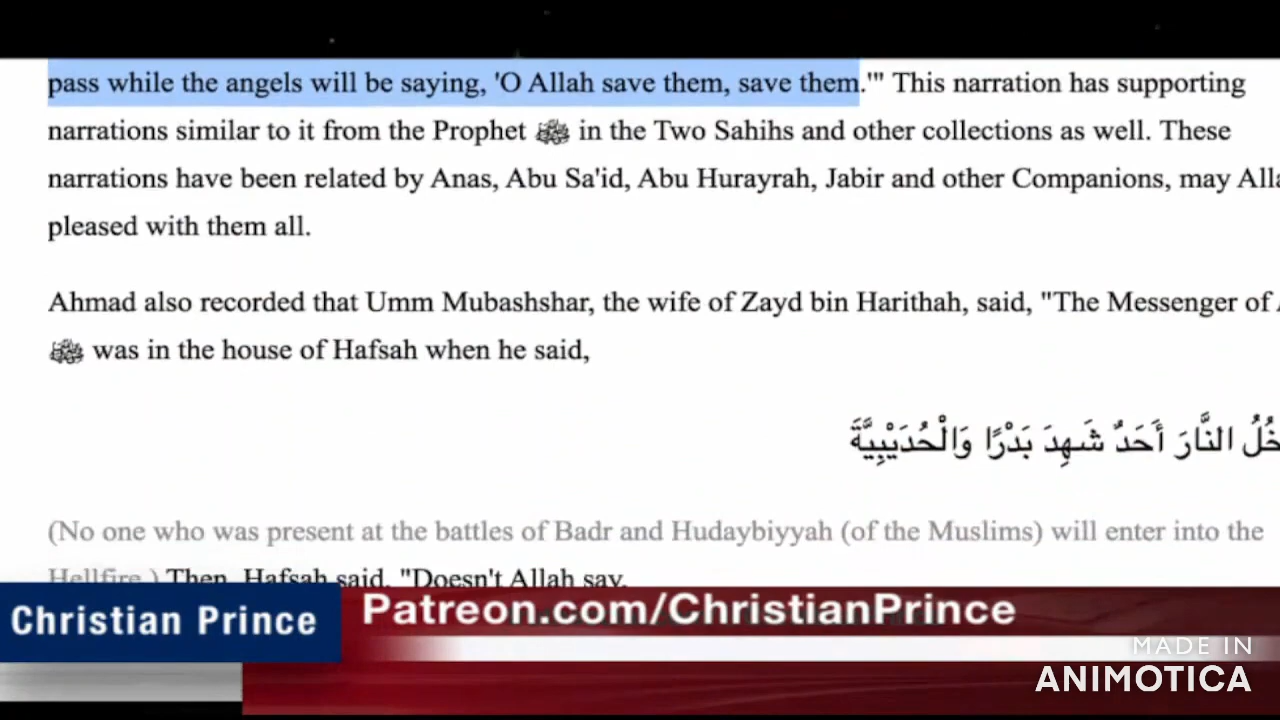 pass while the angels will be saying, 'O Allah save them, save them.'" This narration has supporting
narrations similar to it from the Prophet ﷺ in the Two Sahihs and other collections as well. These
narrations have been related by Anas, Abu Sa'id, Abu Hurayrah, Jabir and other Companions, may
pleased with them all.
Ahmad also recorded that Umm Mubashshar, the wife of Zayd bin Harithah, said, "The Messenger of
ﷺ was in the house of Hafsah when he said,
النَّارَ أَحَدٌ شَهِدَ بَدْرًا وَالْحُدَيْبِيَّةَ
(No one who was present at the battles of Badr and Hudaybiyyah (of the Muslims) will enter into the
Hellfire.) Then, Hafsah said, "Doesn't Allah say,
Christian Prince
Patreon.com/ChristianPrince
MADE IN
ANIMOTICA